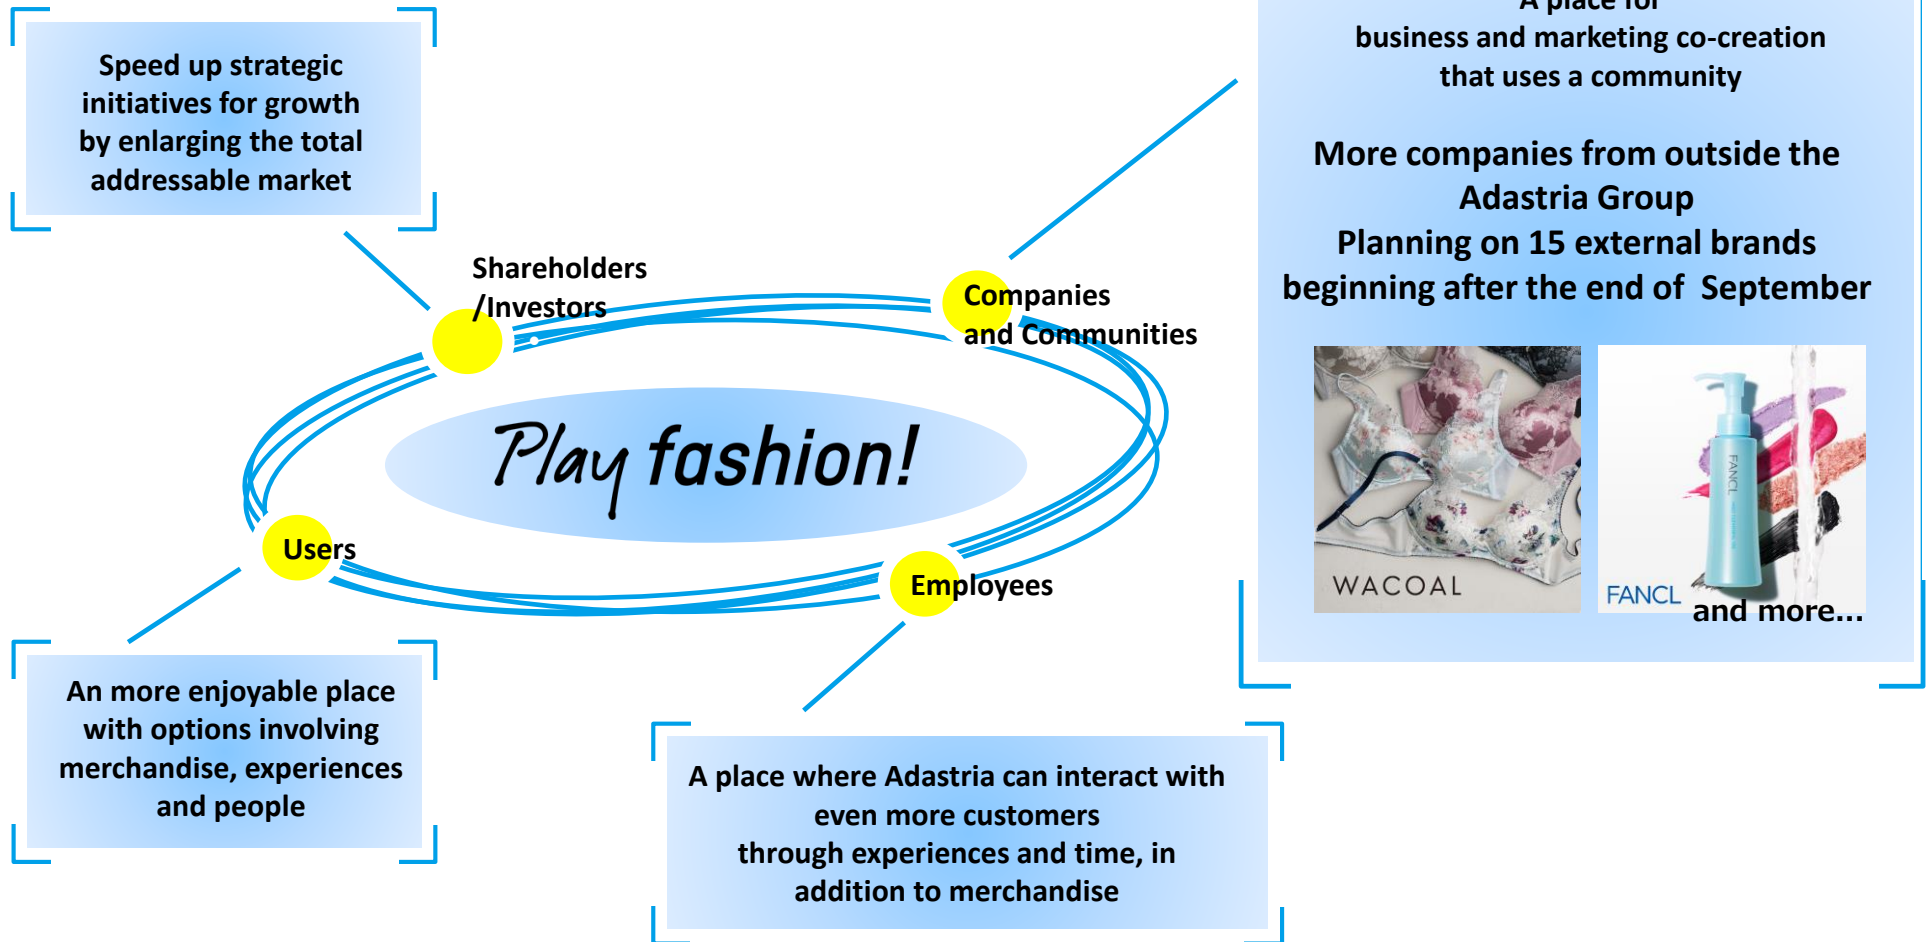 Speed up strategic
initiatives for growth
by enlarging the total
addressable market
A place for
business and marketing co-creation
that uses a community
More companies from outside the
Adastria Group
Planning on 15 external brands
beginning after the end of September
WACOAL
FANCL
FANCL
and more...
Shareholders
/Investors
Companies
and Communities
Play fashion!
Users
Employees
An more enjoyable place
with options involving
merchandise, experiences
and people
A place where Adastria can interact with
even more customers
through experiences and time, in
addition to merchandise